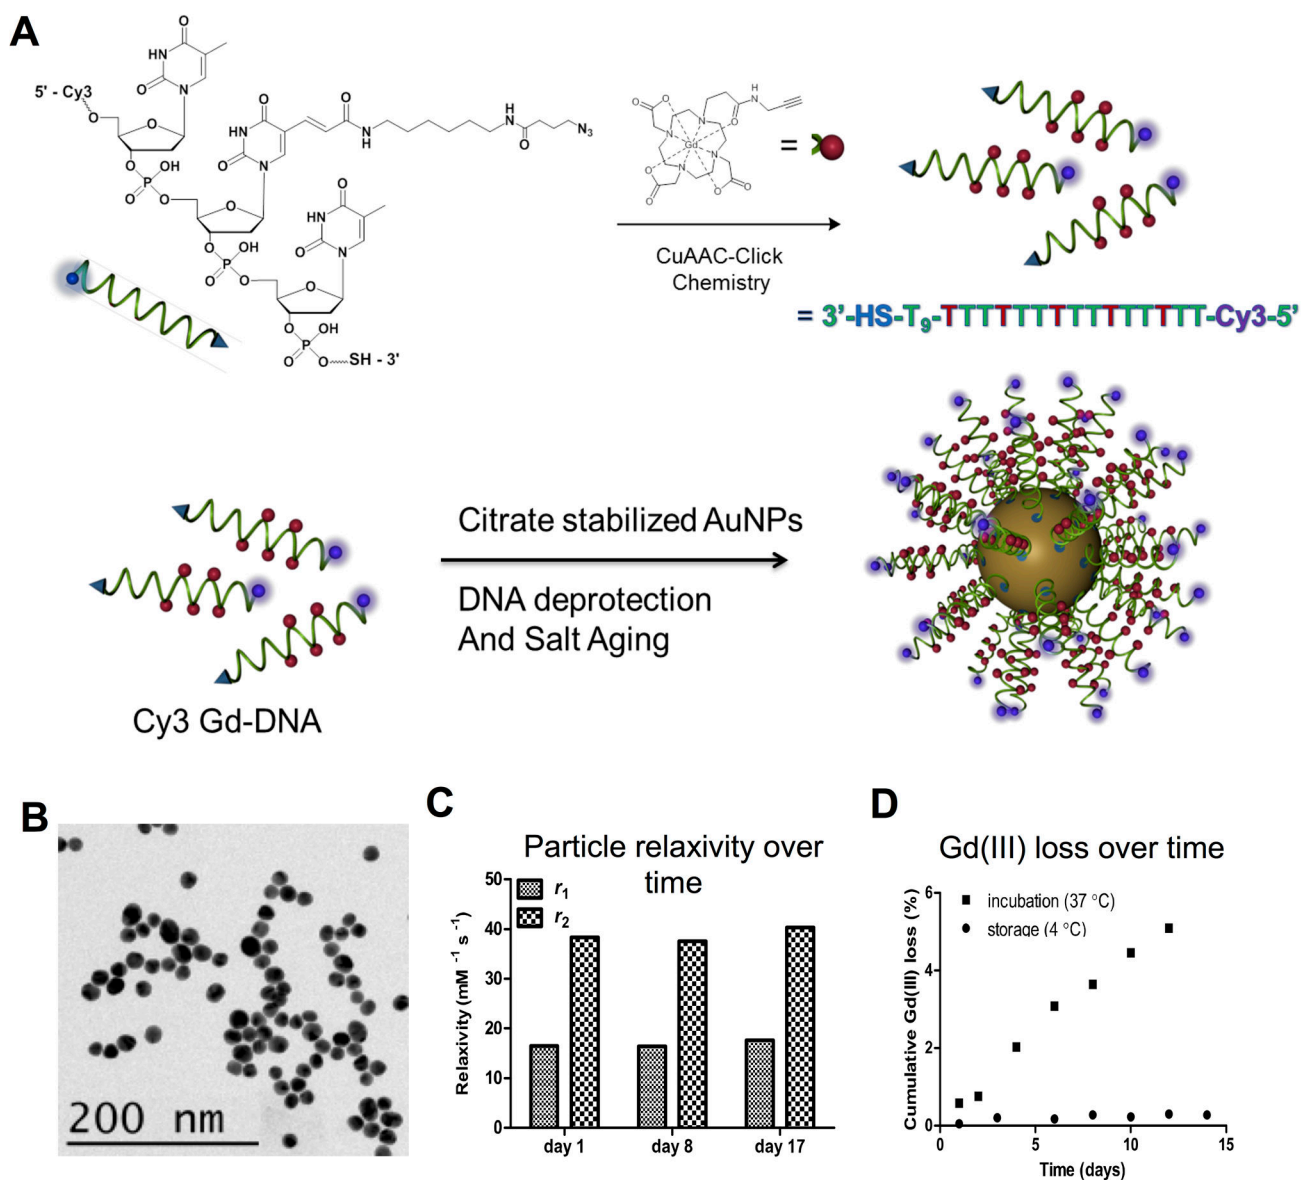 A
5' - Cy3
O
O
NH
O
N
O
O
P
OH
O
O
O
NH
O
N
O
N
H
H
N
O
N3
O
O
P
OH
O
O
O
NH
O
N
O
O
P
OH
O
O
SH - 3'
O
O
N
N
N
N
Gd
O
O
O
O
O
H
N
=
CuAAC-Click
Chemistry
= 3'-HS-T9-TTTTTTTTTTTTTTT-Cy3-5'
Citrate stabilized AuNPs
DNA deprotection
And Salt Aging
Cy3 Gd-DNA
B
200 nm
C
Particle relaxivity over
time
r1
r2
Relaxivity (mM -1 s -1)
50
40
30
20
10
0
day 1
day 8
day 17
D
Gd(III) loss over time
incubation (37 °C)
storage (4 °C)
Cumulative Gd(III) loss (%)
6
4
2
0
0
5
10
15
Time (days)